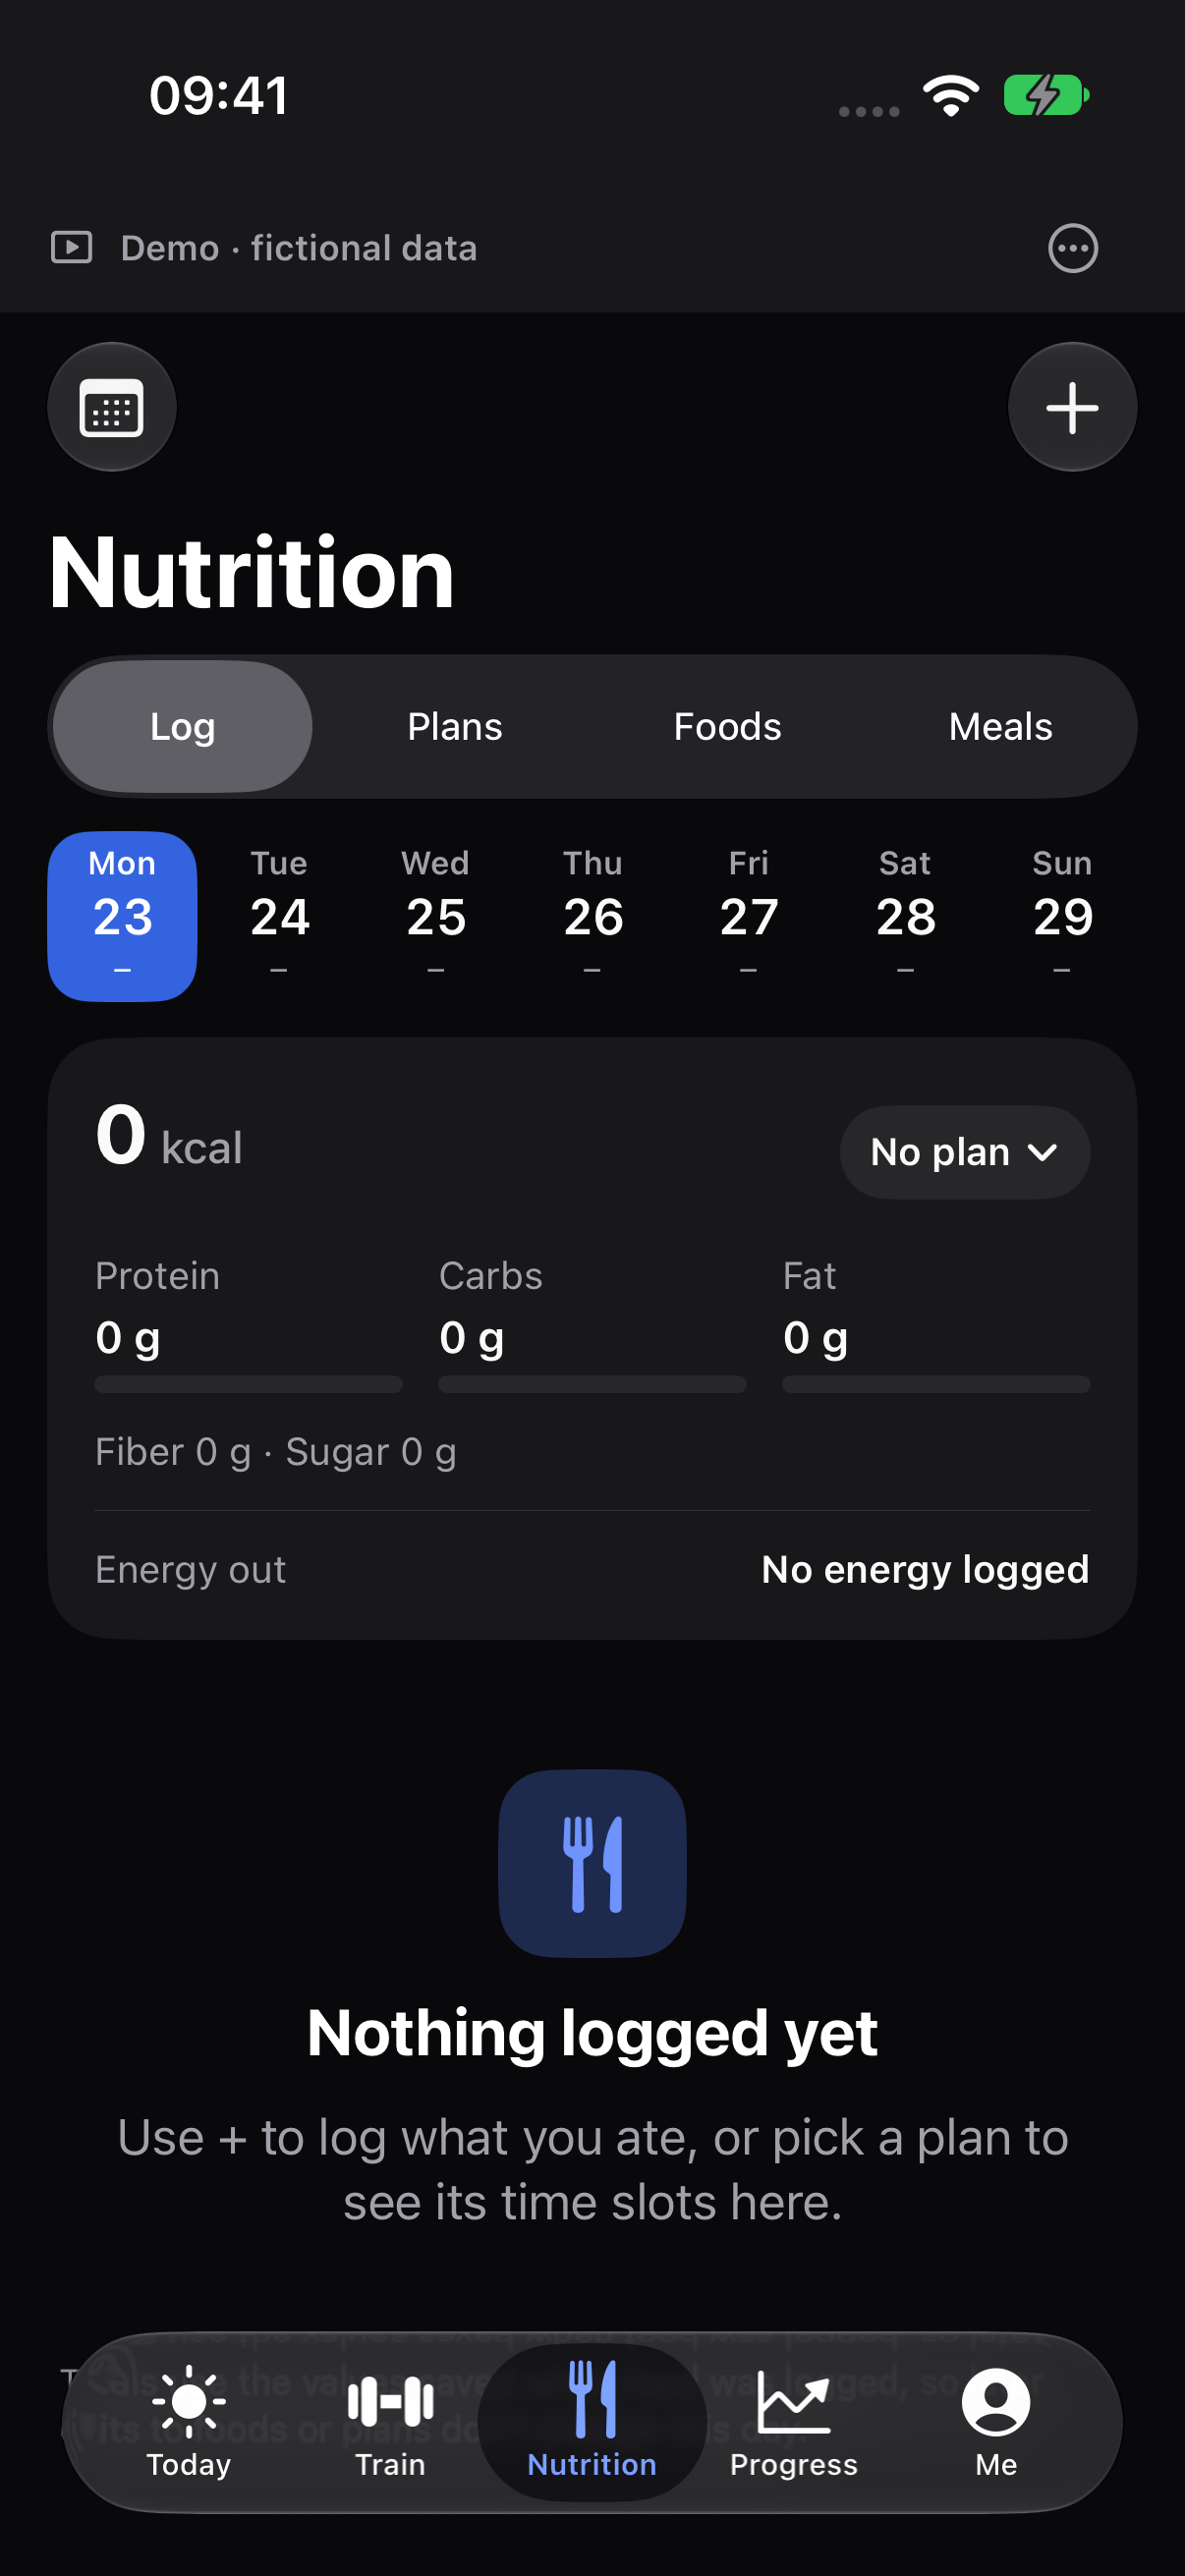 09:41
Demo · fictional data
Nutrition
Log Plans Foods Meals
Mon Tue Wed Thu Fri Sat Sun
23 24 25 26 27 28 29
– – – – – – –
0 kcal
No plan
Protein Carbs Fat
0 g 0 g 0 g
Fiber 0 g · Sugar 0 g
Energy out No energy logged
Nothing logged yet
Use + to log what you ate, or pick a plan to
see its time slots here.
Today Train Nutrition Progress Me